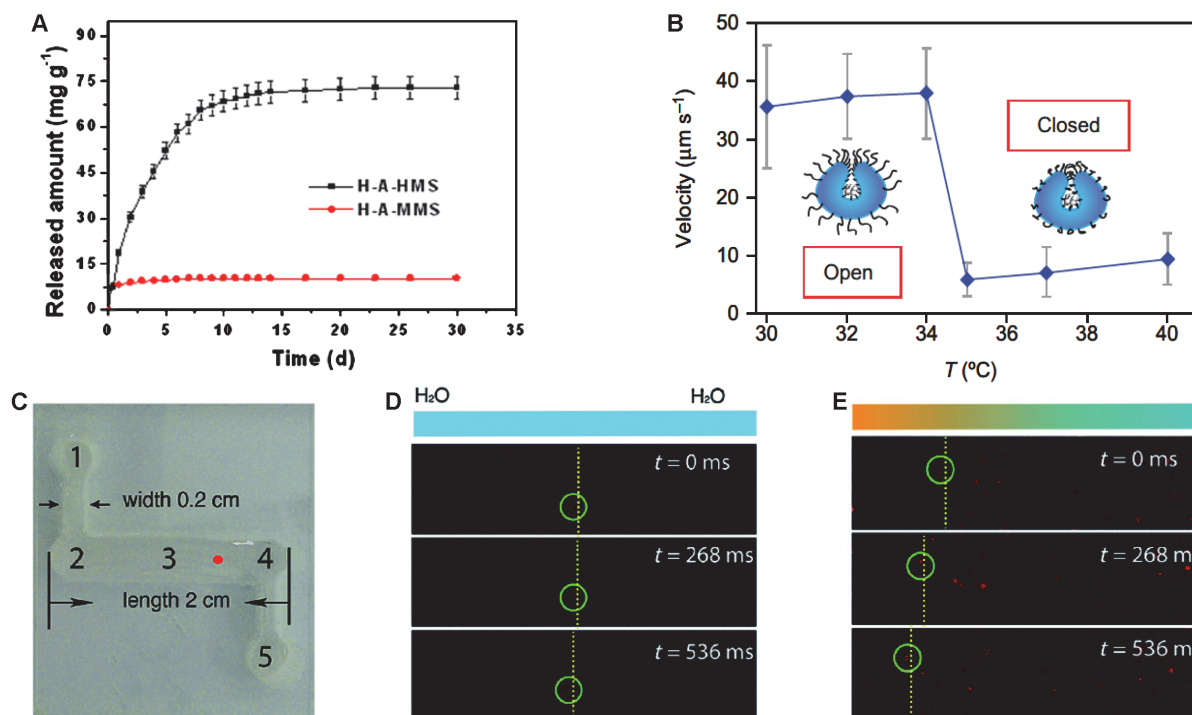 A
Released amount (mg g⁻¹)
90
75
60
45
30
15
0
H-A-HMS
H-A-MMS
0 5 10 15 20 25 30 35
Time (d)
B
Velocity (µm s⁻¹)
50
40
30
20
10
0
Closed
Open
30 32 34 36 38 40
T (ºC)
C
1
width 0.2 cm
2 3 4
length 2 cm
5
D
H₂O H₂O
t = 0 ms
t = 268 ms
t = 536 ms
E
t = 0 ms
t = 268 m
t = 536 ms